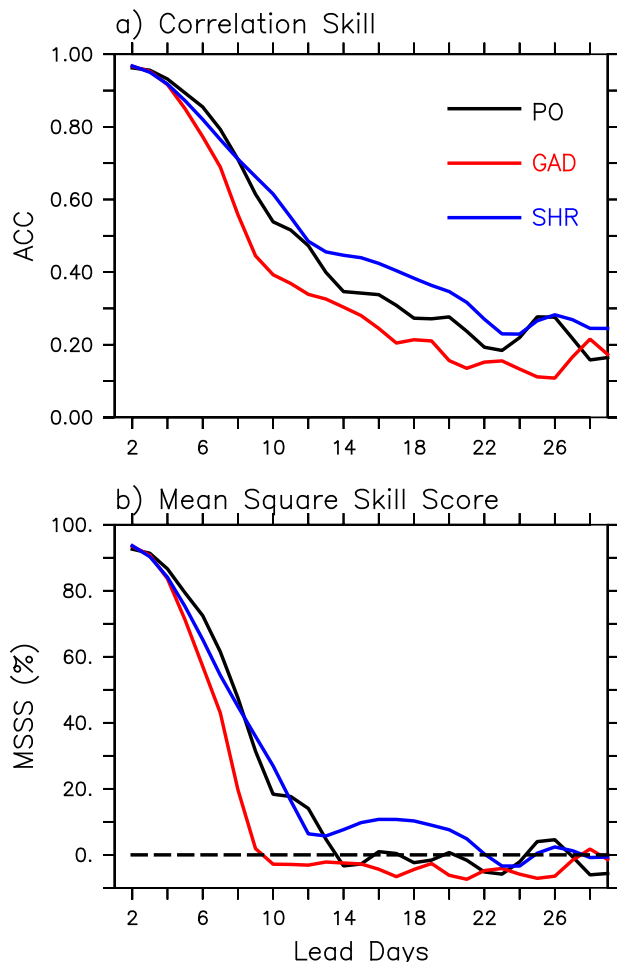 a) Correlation Skill
1.00
0.80
0.60
0.40
0.20
0.00
ACC
PO
GAD
SHR
2 6 10 14 18 22 26
b) Mean Square Skill Score
100.
80.
60.
40.
20.
0.
MSSS (%)
2 6 10 14 18 22 26
Lead Days